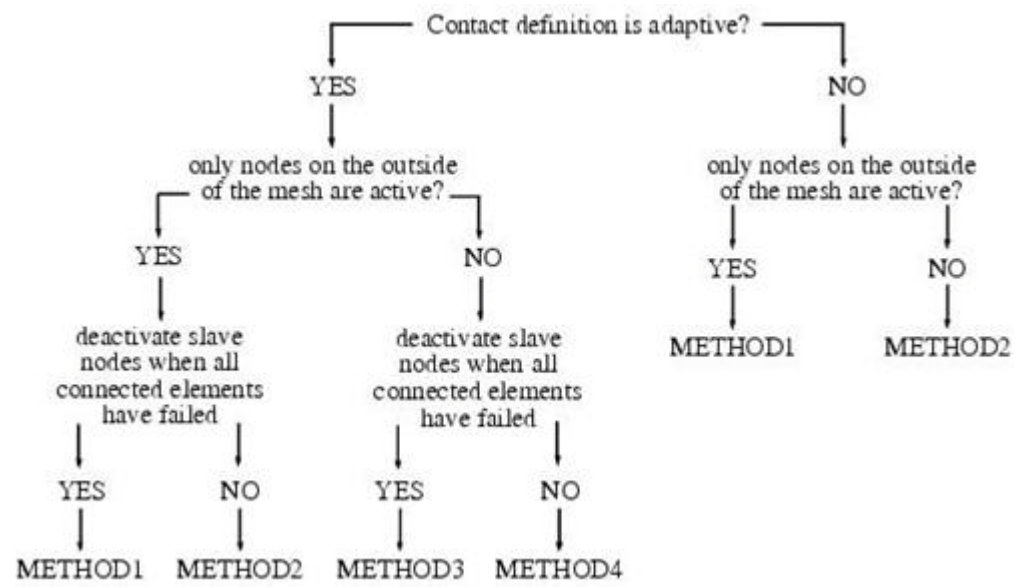 Contact definition is adaptive?
YES
NO
only nodes on the outside
of the mesh are active?
only nodes on the outside
of the mesh are active?
YES
NO
YES
NO
deactivate slave
nodes when all
connected elements
have failed
deactivate slave
nodes when all
connected elements
have failed
METHOD1
METHOD2
YES
NO
YES
NO
METHOD1
METHOD2
METHOD3
METHOD4